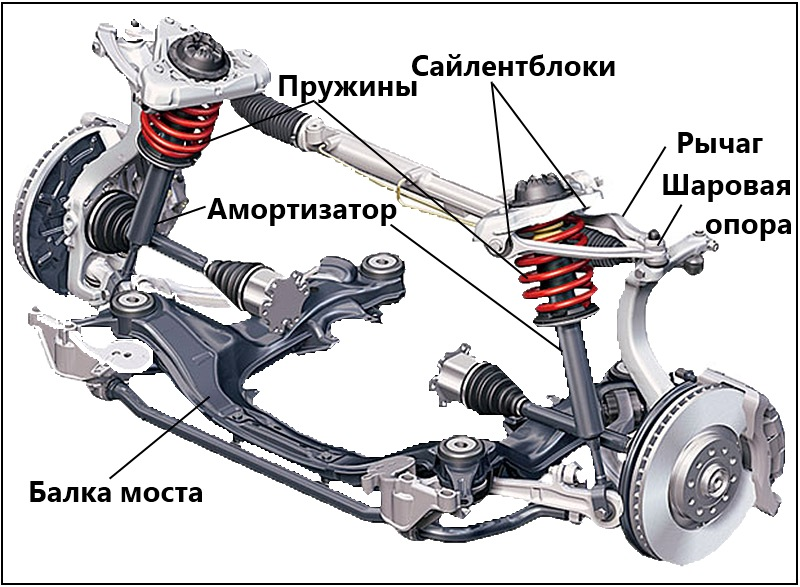 Сайлентблоки
Пружины
Рычаг
Шаровая
опора
Амортизатор
Балка моста